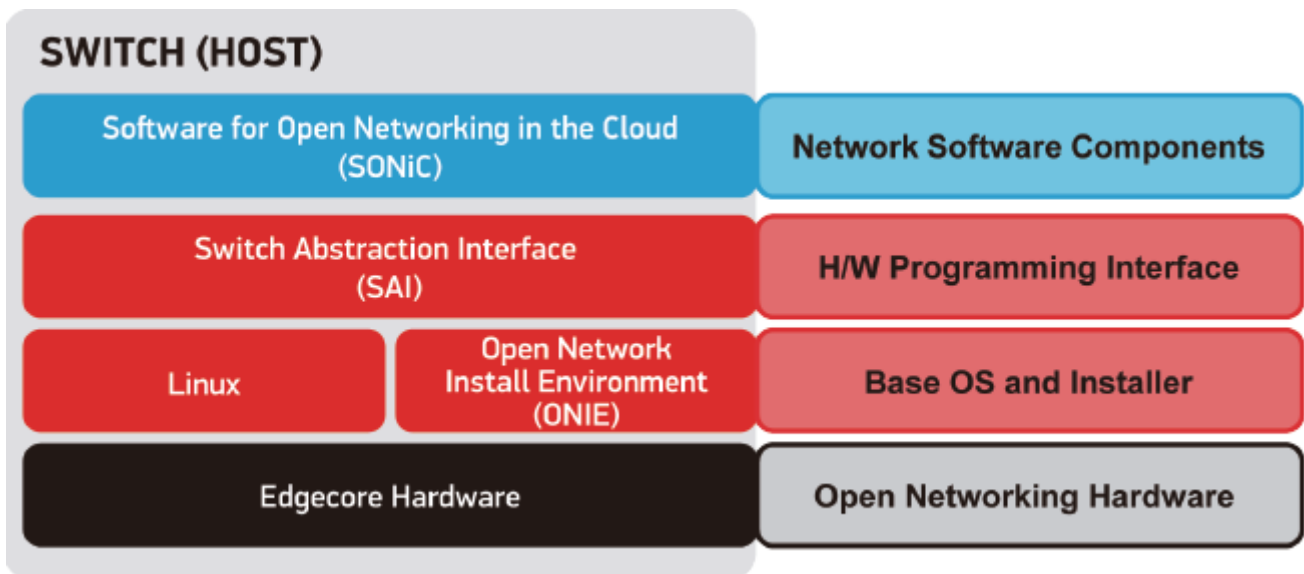 SWITCH (HOST)
Software for Open Networking in the Cloud
(SONiC)
Network Software Components
Switch Abstraction Interface
(SAI)
H/W Programming Interface
Linux
Open Network
Install Environment
(ONIE)
Base OS and Installer
Edgecore Hardware
Open Networking Hardware